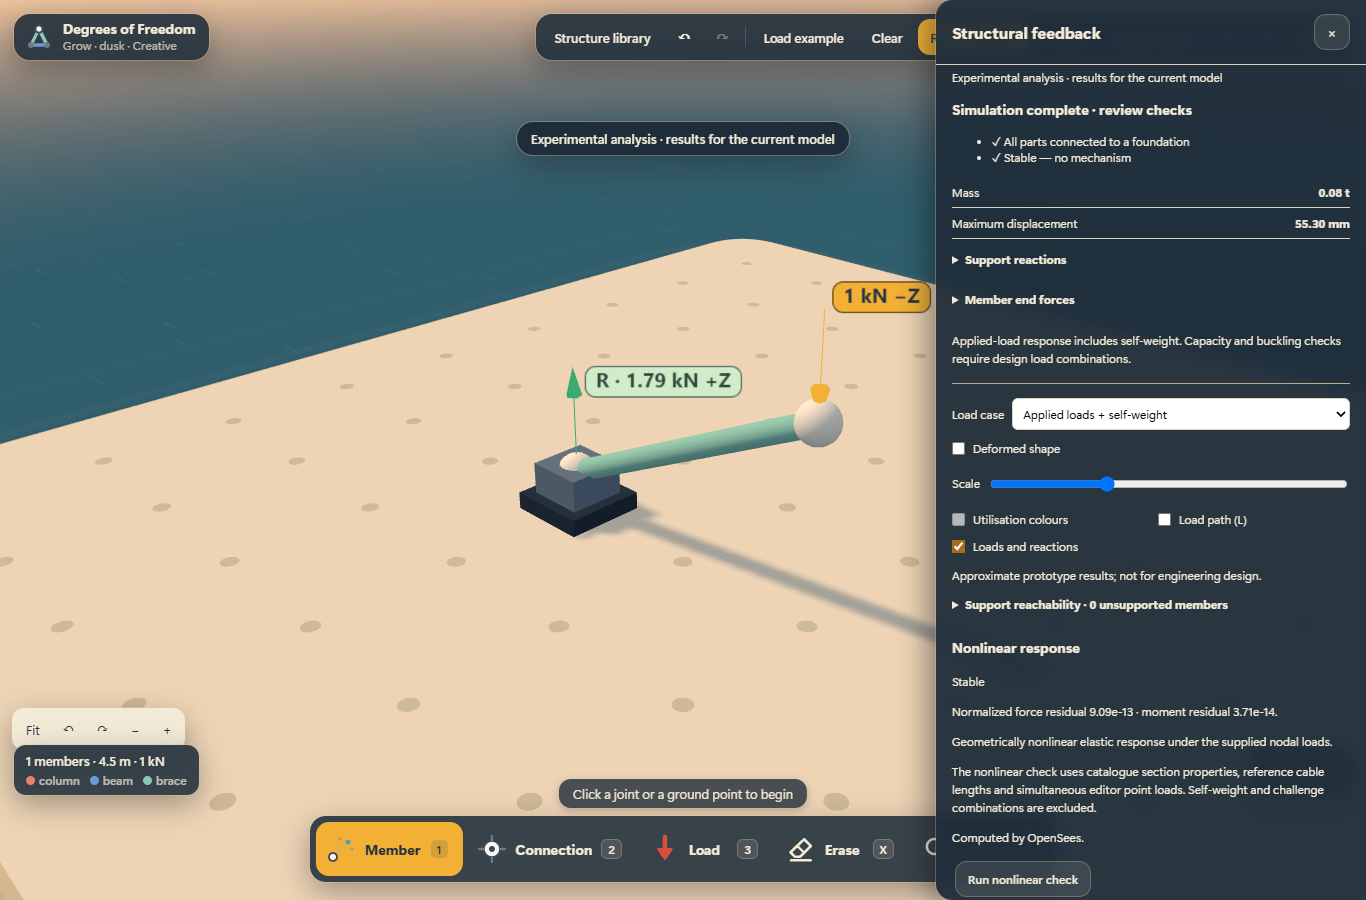 Degrees of Freedom
Grow · dusk · Creative
Structure library
Load example
Clear
Experimental analysis · results for the current model
1 kN −Z
R · 1.79 kN +Z
Fit
− +
1 members · 4.5 m · 1 kN
column beam brace
Click a joint or a ground point to begin
Member 1
Connection 2
Load 3
Erase X
Structural feedback
×
Experimental analysis · results for the current model
Simulation complete · review checks
• ✓ All parts connected to a foundation
• ✓ Stable — no mechanism
Mass 0.08 t
Maximum displacement 55.30 mm
Support reactions
Member end forces
Applied-load response includes self-weight. Capacity and buckling checks
require design load combinations.
Load case Applied loads + self-weight
Deformed shape
Scale
Utilisation colours Load path (L)
Loads and reactions
Approximate prototype results; not for engineering design.
Support reachability · 0 unsupported members
Nonlinear response
Stable
Normalized force residual 9.09e-13 · moment residual 3.71e-14.
Geometrically nonlinear elastic response under the supplied nodal loads.
The nonlinear check uses catalogue section properties, reference cable
lengths and simultaneous editor point loads. Self-weight and challenge
combinations are excluded.
Computed by OpenSees.
Run nonlinear check